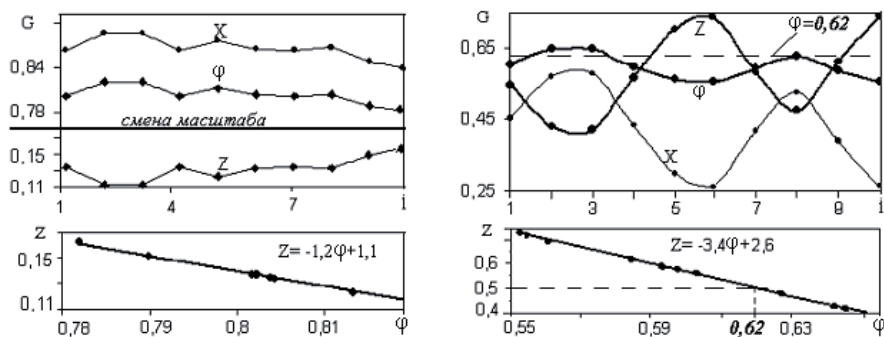 G
X
0,84
φ
0,78
смена масштаба
0,15
Z
0,11
1 4 7 i
G
φ=0,62
Z
0,65
φ
0,45
X
0,25
1 3 5 7 9 i
Z
Z= -1,2φ+1,1
0,15
0,11
0,78 0,79 0,8 0,81 φ
Z
Z= -3,4φ+2,6
0,6
0,5
0,4
0,55 0,59 0,62 0,63 φ